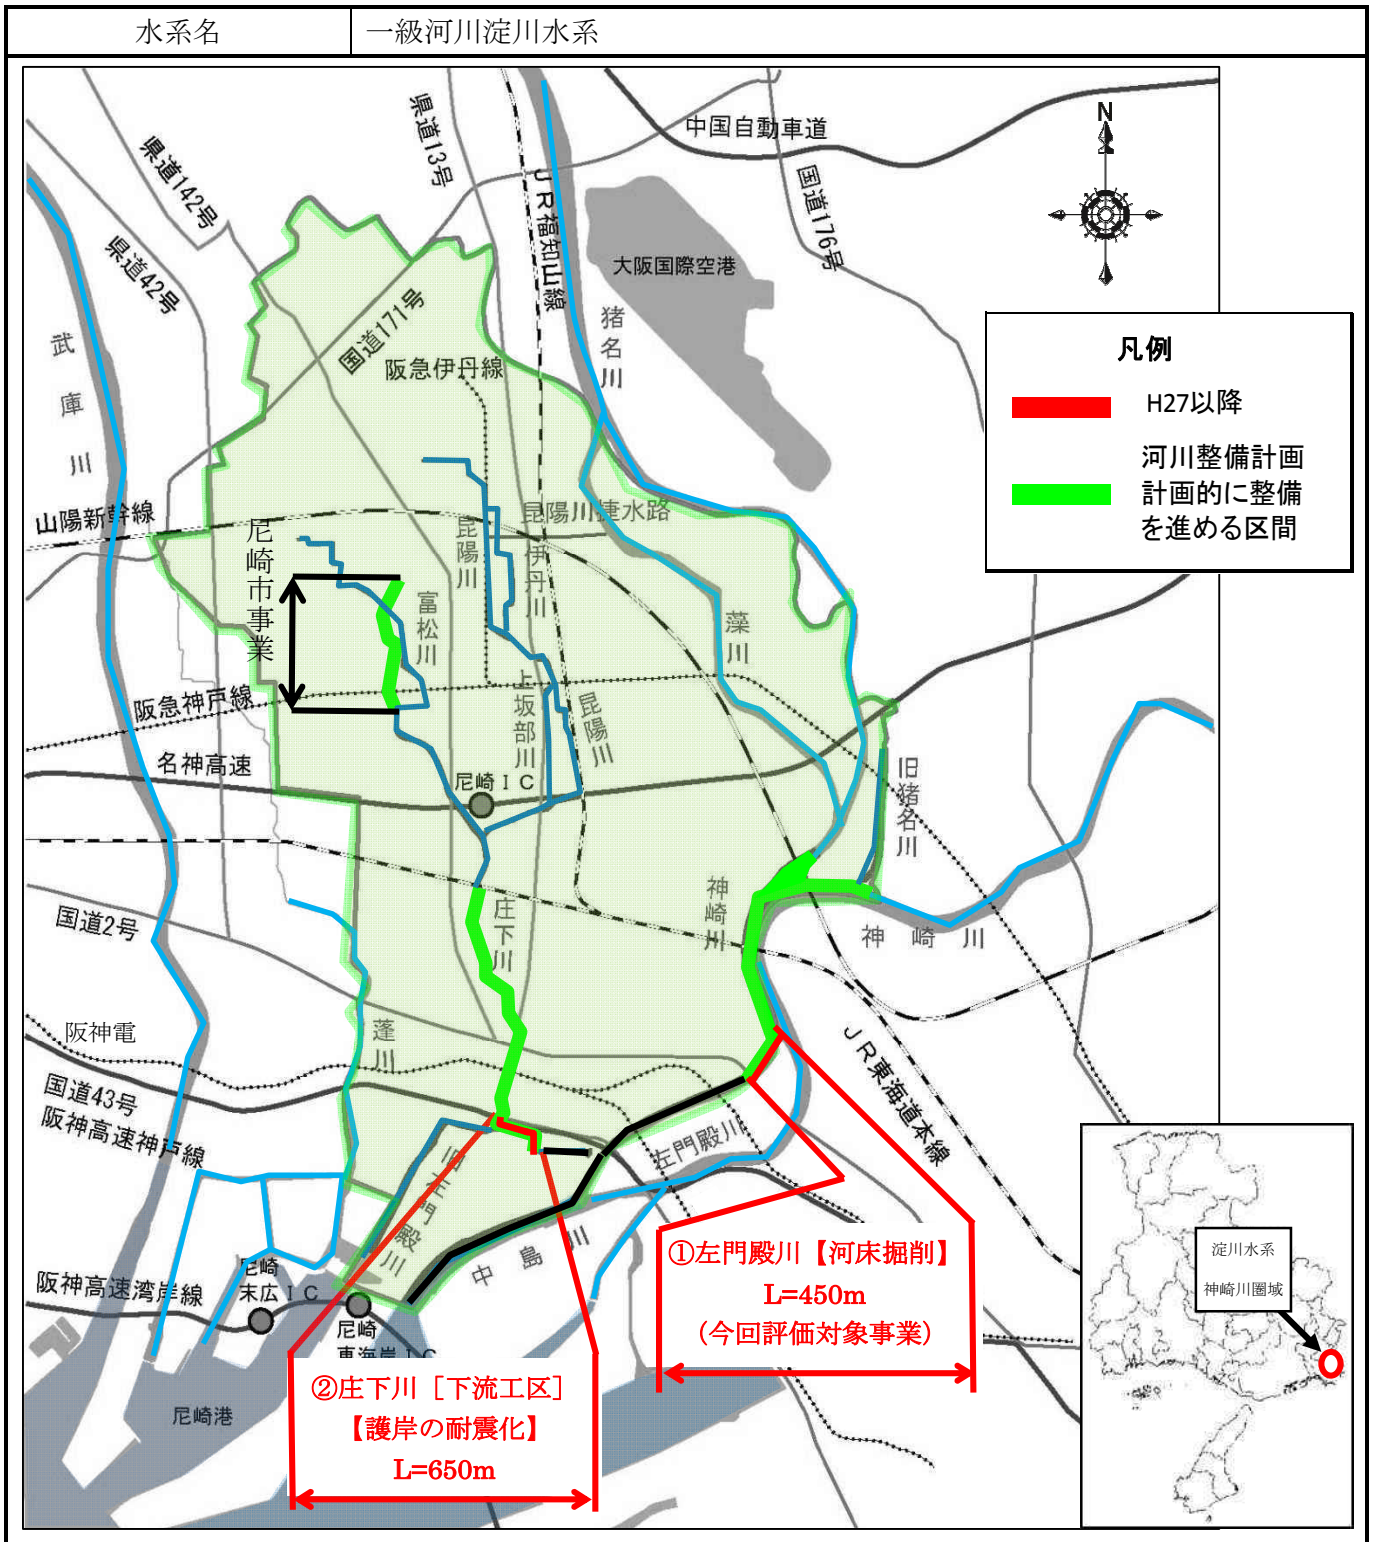 水系名
一級河川淀川水系
県道142号
県道13号
中国自動車道
国道176号
N
県道42号
JR福知山線
大阪国際空港
武庫川
国道171号
猪名川
阪急伊丹線
凡例
H27以降
河川整備計画
計画的に整備
を進める区間
山陽新幹線
尼崎市事業
昆陽川
昆陽川捷水路
伊丹川
富松川
藻川
阪急神戸線
上坂部川
昆陽川
名神高速
尼崎IC
旧猪名川
国道2号
庄下川
神崎川
神崎川
阪神電
蓬川
JR東海道本線
国道43号
阪神高速神戸線
旧左門殿川
左門殿川
中島川
①左門殿川【河床掘削】
L=450m
(今回評価対象事業)
淀川水系
神崎川圏域
阪神高速湾岸線
尼崎
末広IC
尼崎
東海岸IC
②庄下川［下流工区］
【護岸の耐震化】
L=650m
尼崎港